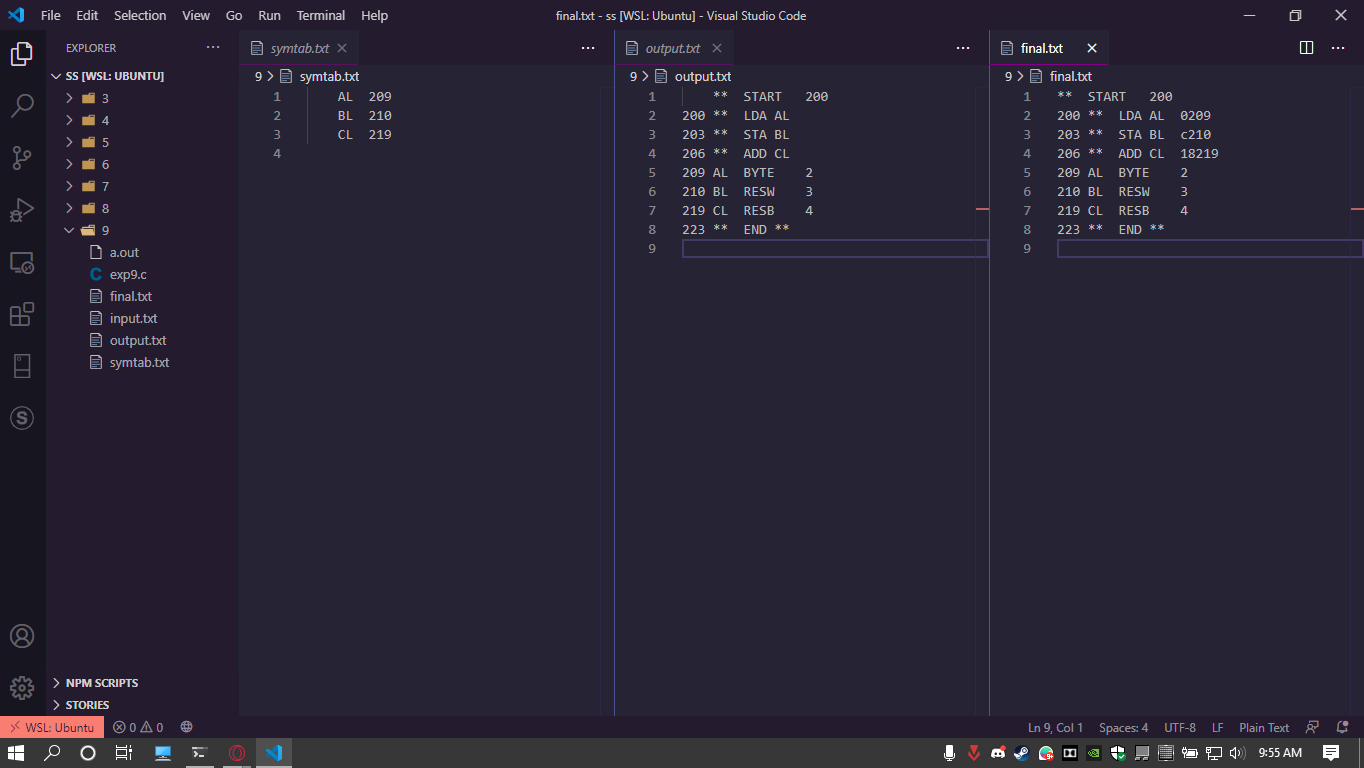 File Edit Selection View Go Run Terminal Help
final.txt - ss [WSL: Ubuntu] - Visual Studio Code
EXPLORER
SS [WSL: UBUNTU]
3
4
5
6
7
8
9
a.out
C exp9.c
final.txt
input.txt
output.txt
symtab.txt
NPM SCRIPTS
STORIES
symtab.txt
9 > symtab.txt
1 AL 209
2 BL 210
3 CL 219
4
output.txt
9 > output.txt
1 ** START 200
2 200 ** LDA AL
3 203 ** STA BL
4 206 ** ADD CL
5 209 AL BYTE 2
6 210 BL RESW 3
7 219 CL RESB 4
8 223 ** END **
9
final.txt
9 > final.txt
1 ** START 200
2 200 ** LDA AL 0209
3 203 ** STA BL c210
4 206 ** ADD CL 18219
5 209 AL BYTE 2
6 210 BL RESW 3
7 219 CL RESB 4
8 223 ** END **
9
WSL: Ubuntu 0 0
Ln 9, Col 1 Spaces: 4 UTF-8 LF Plain Text
9:55 AM